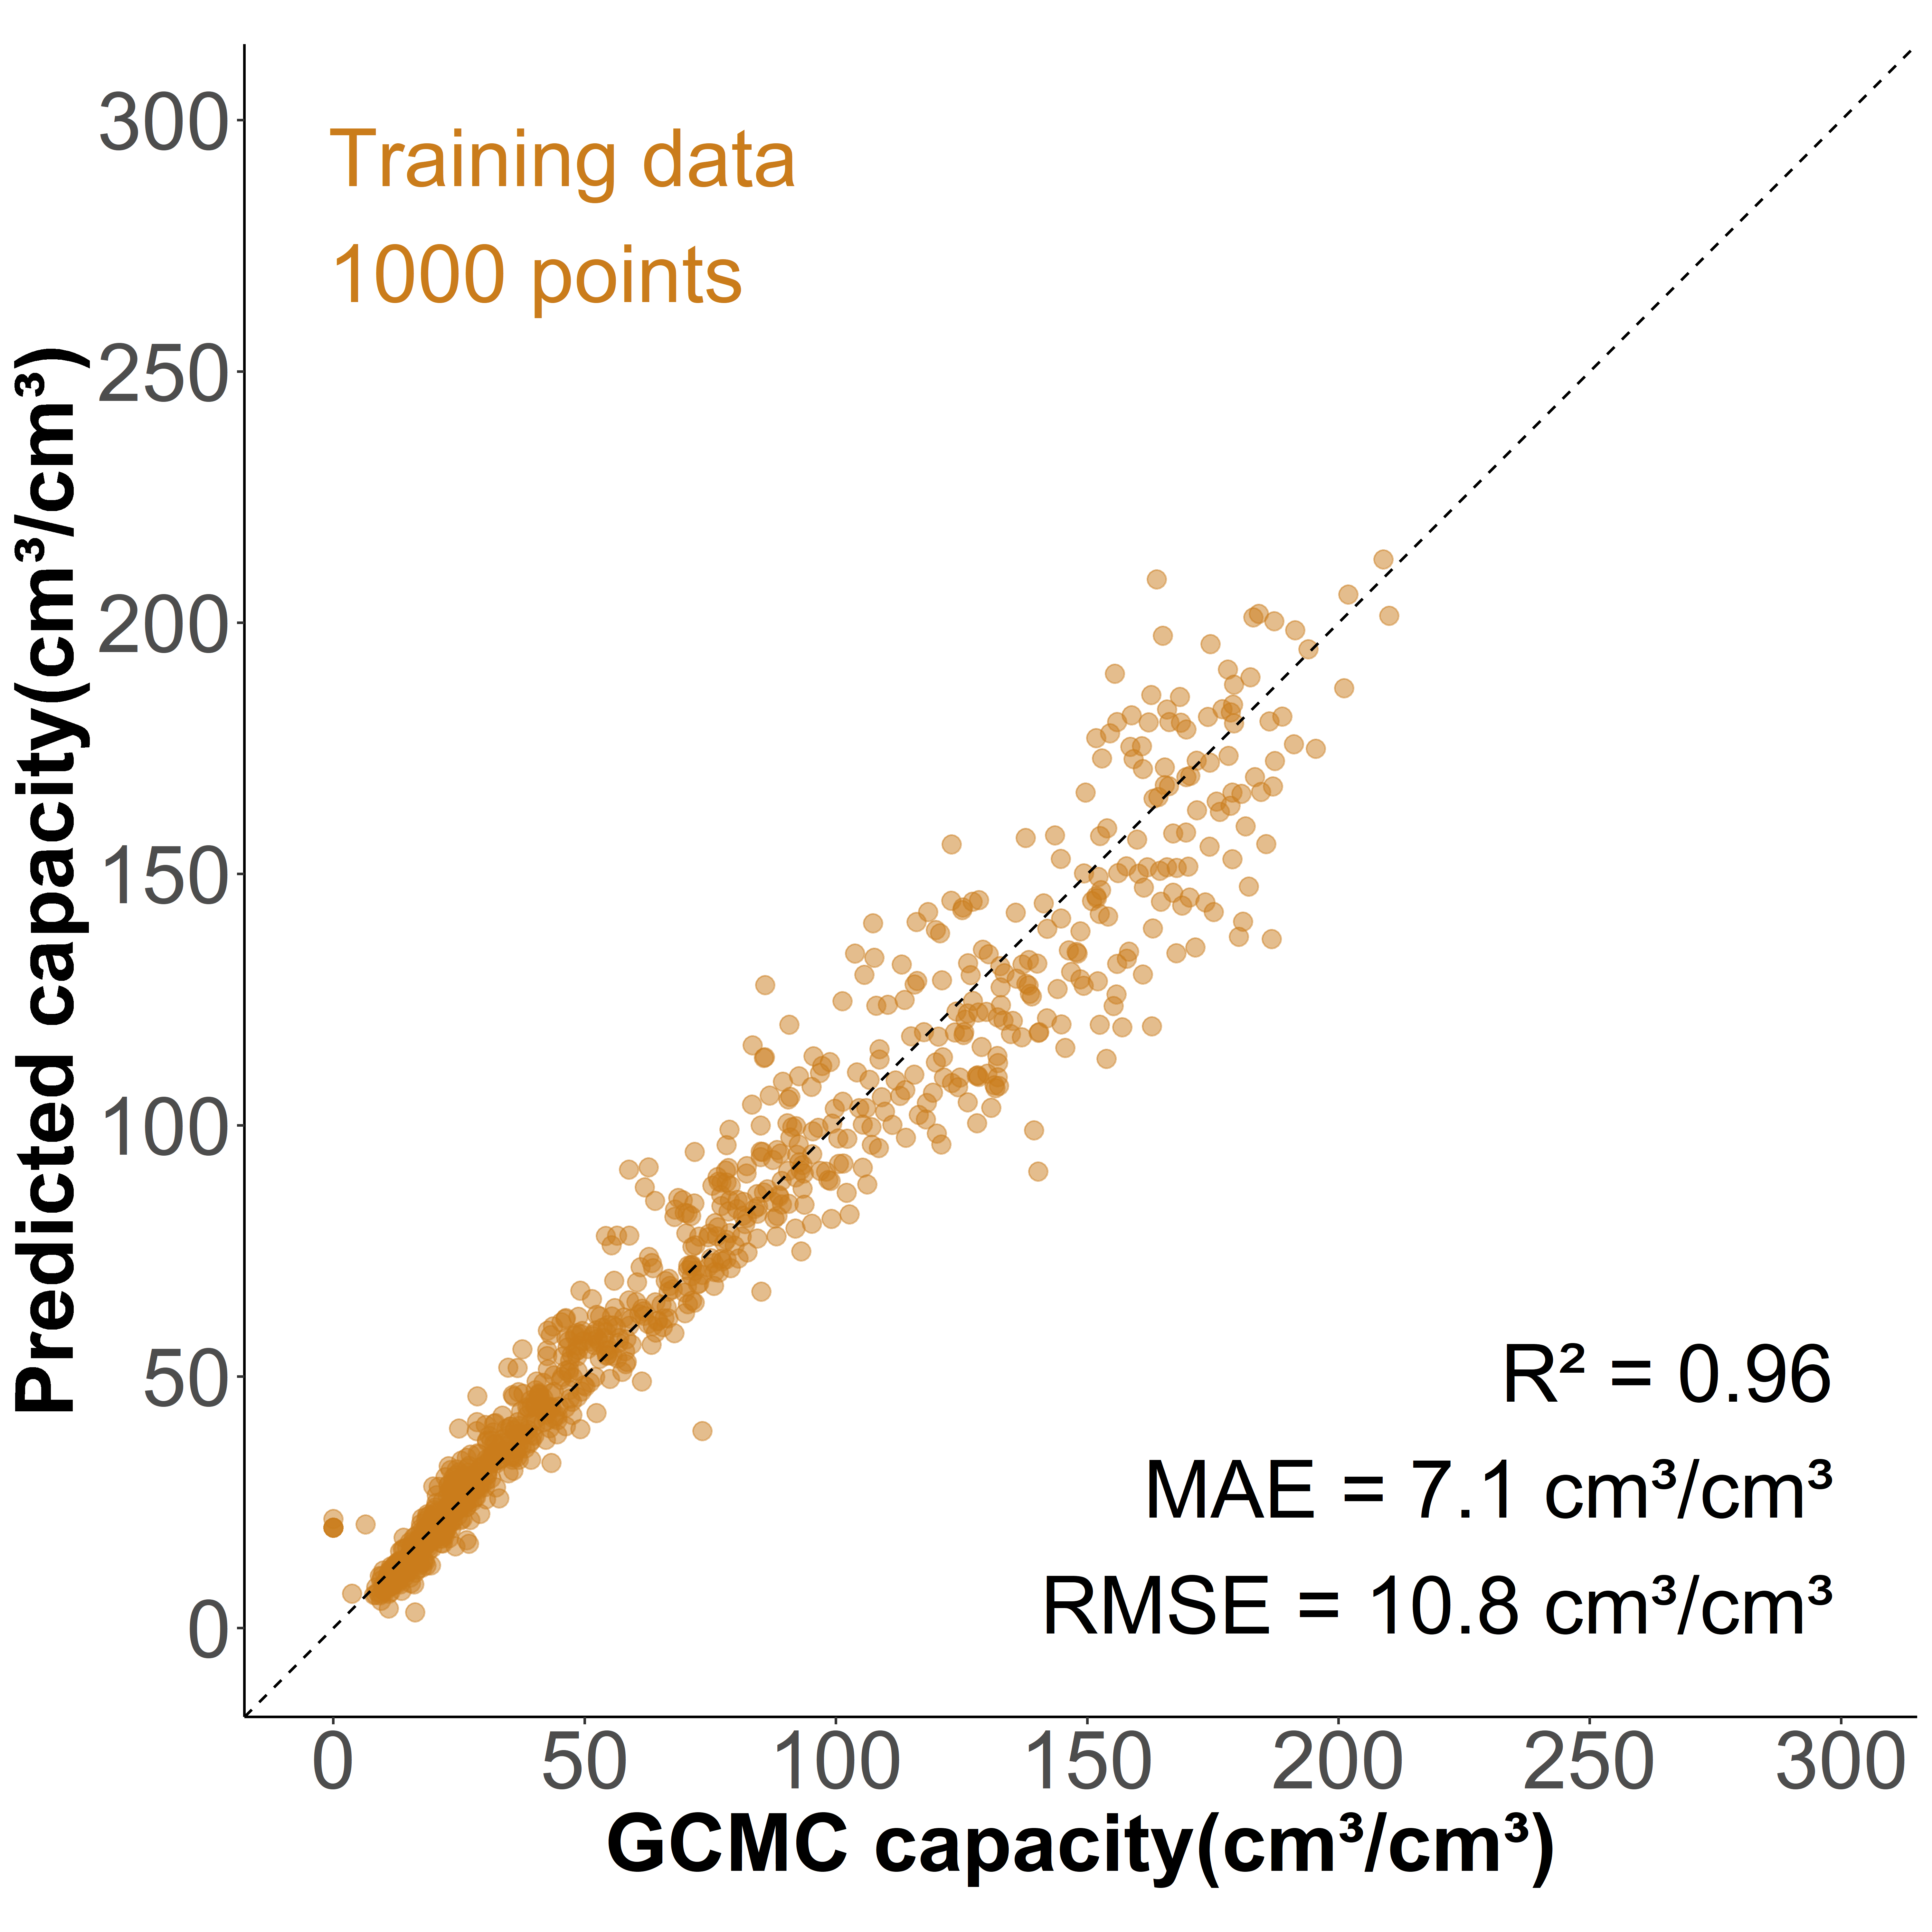 Training data
1000 points
300
250
200
150
100
50
0
Predicted capacity(cm³/cm³)
R² = 0.96
MAE = 7.1 cm³/cm³
RMSE = 10.8 cm³/cm³
0 50 100 150 200 250 300
GCMC capacity(cm³/cm³)